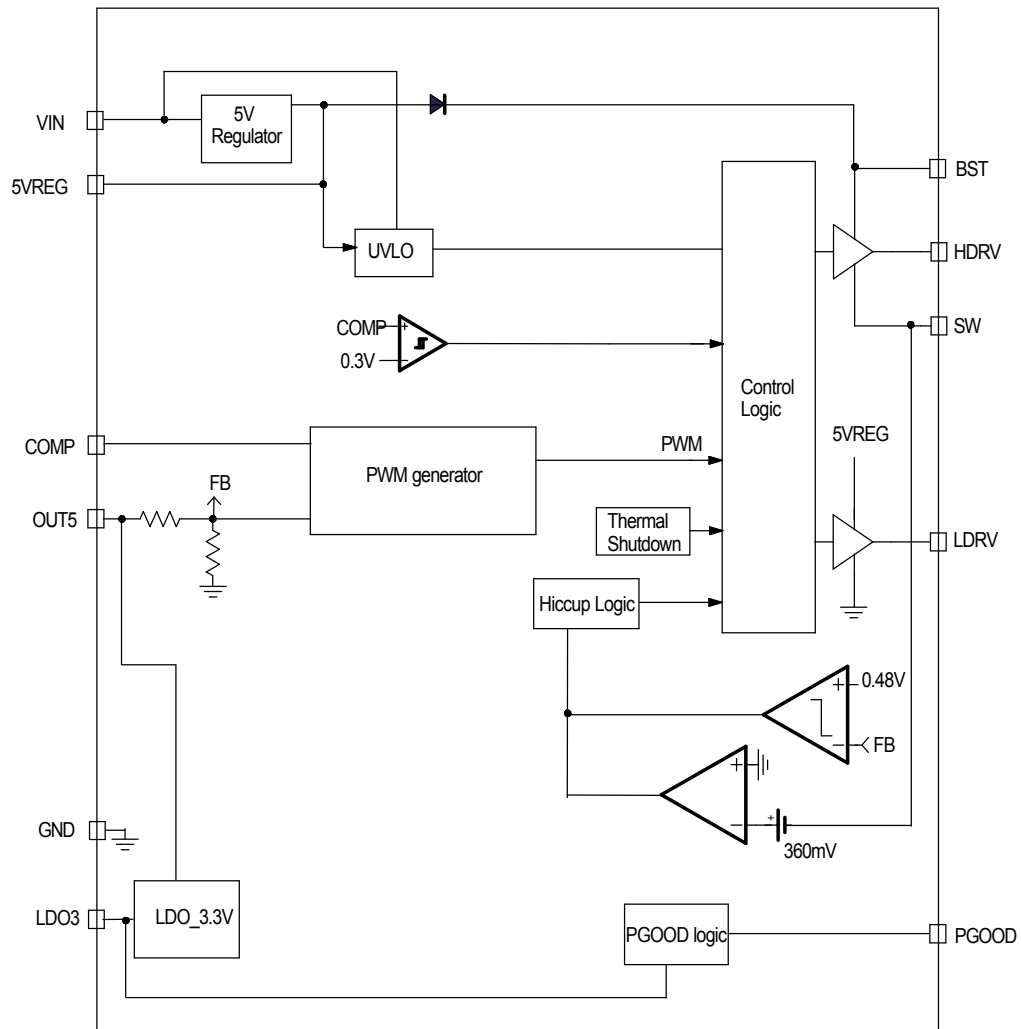 VIN
5V
Regulator
5VREG
BST
UVLO
HDRV
COMP
+
0.3V
−
SW
Control
Logic
COMP
PWM generator
PWM
5VREG
FB
OUT5
Thermal
Shutdown
LDRV
Hiccup Logic
+
0.48V
−
FB
+
−
+
360mV
GND
LDO3
LDO_3.3V
PGOOD logic
PGOOD